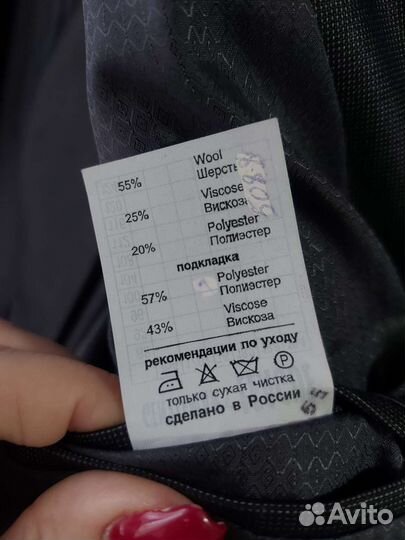 Wool
55% Шерсть
Viscose
25% Вискоза
Polyester
20% Полиэстер
подкладка
Polyester
57% Полиэстер
Viscose
43% Вискоза
рекомендации по уходу
P
только сухая чистка
сделано в России
55
Avito